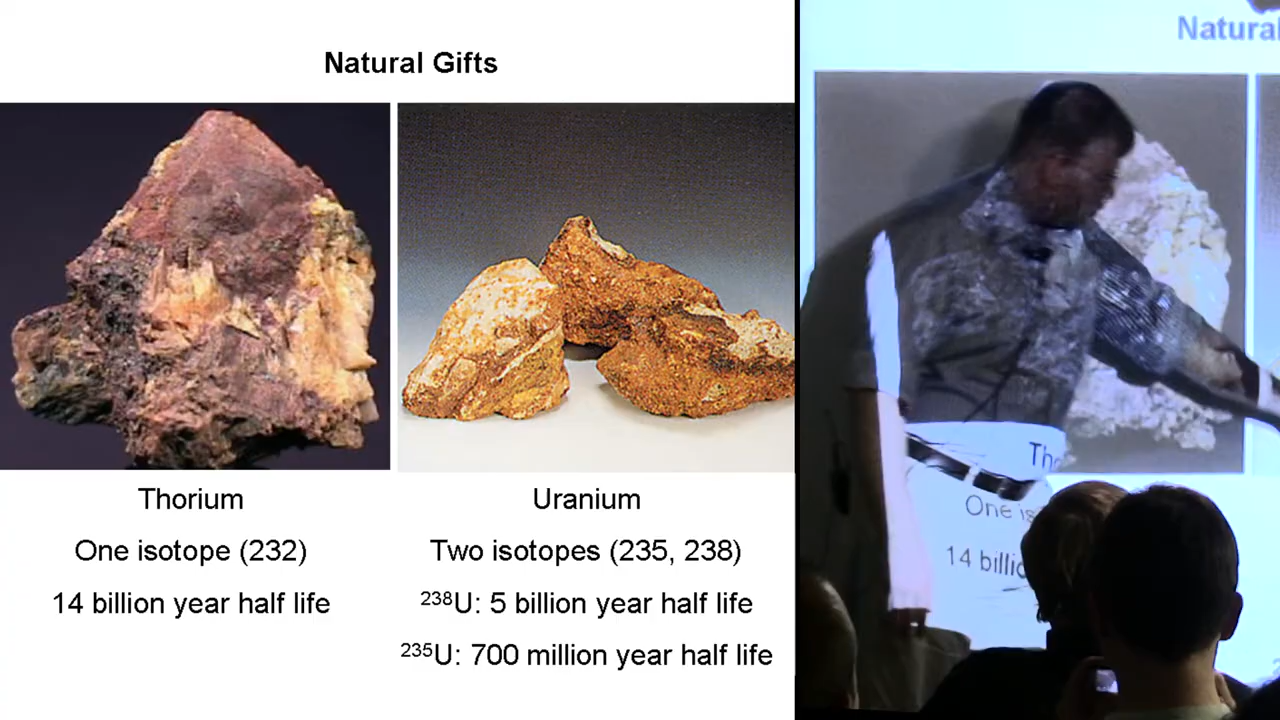 Natural Gifts
Thorium
One isotope (232)
14 billion year half life
Uranium
Two isotopes (235, 238)
²³⁸U: 5 billion year half life
²³⁵U: 700 million year half life
Natural
Tho
One is
14 billio